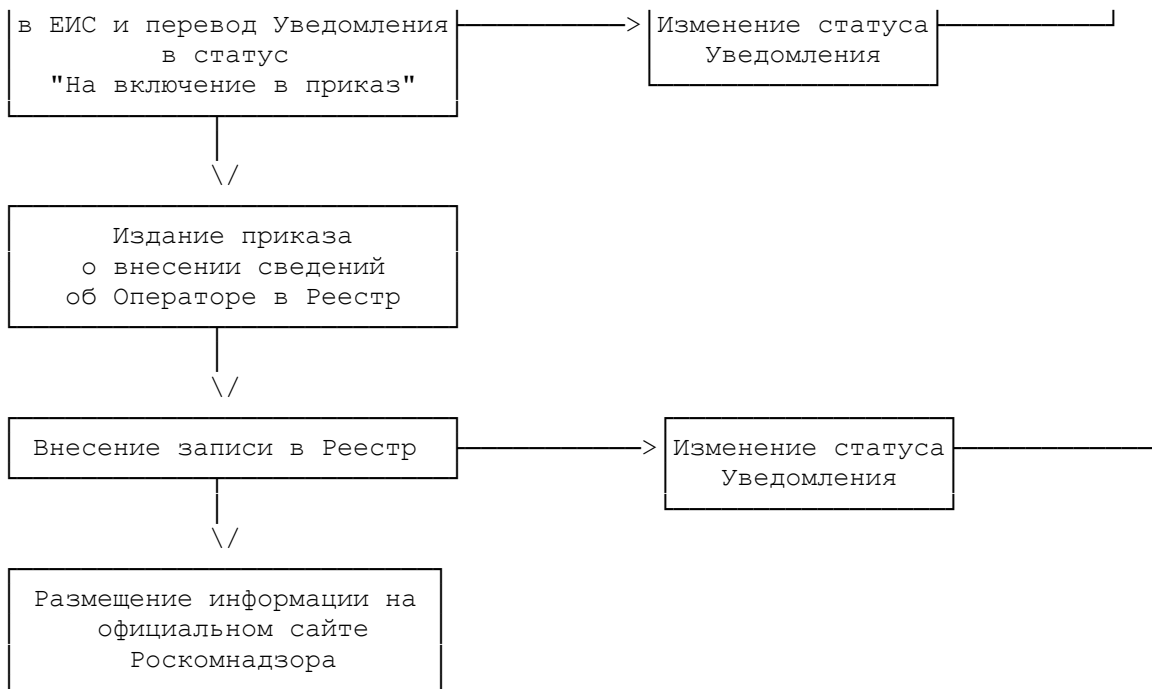 в ЕИС и перевод Уведомления
в статус
"На включение в приказ"
Изменение статуса
Уведомления
Издание приказа
о внесении сведений
об Операторе в Реестр
Внесение записи в Реестр
Изменение статуса
Уведомления
Размещение информации на
официальном сайте
Роскомнадзора